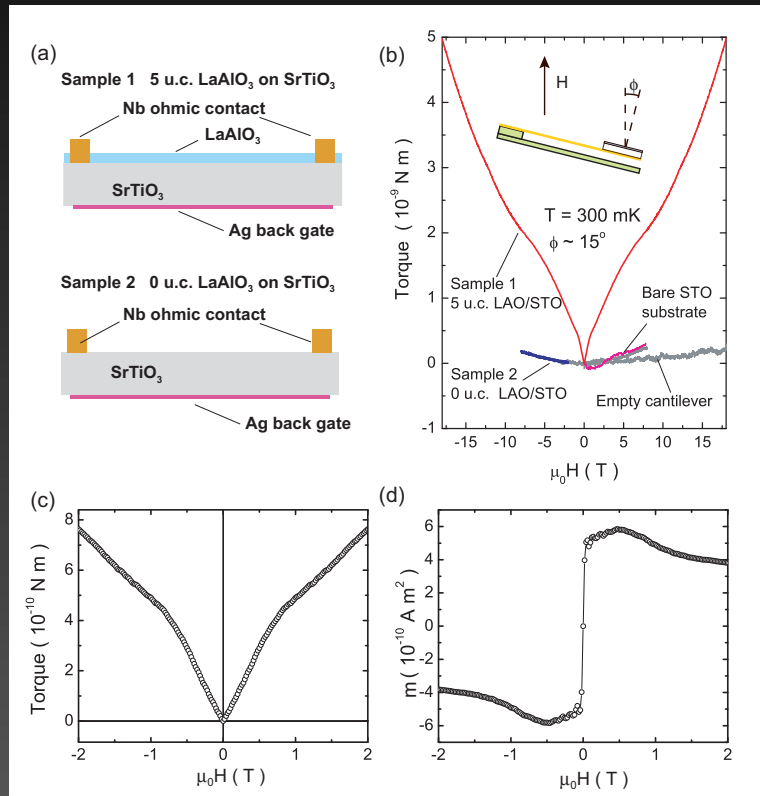 (a)
Sample 1 5 u.c. LaAlO₃ on SrTiO₃
Nb ohmic contact
LaAlO₃
SrTiO₃
Ag back gate
Sample 2 0 u.c. LaAlO₃ on SrTiO₃
Nb ohmic contact
SrTiO₃
Ag back gate
(b)
5
4
3
2
1
0
-1
Torque ( 10⁻⁹ N m )
H
ϕ
T = 300 mK
ϕ ~ 15°
Sample 1
5 u.c. LAO/STO
Bare STO
substrate
Sample 2
0 u.c. LAO/STO
Empty cantilever
-15 -10 -5 0 5 10 15
μ₀H ( T )
(c)
8
6
4
2
0
Torque ( 10⁻¹⁰ N m )
-2 -1 0 1 2
μ₀H ( T )
(d)
6
4
2
0
-2
-4
-6
m ( 10⁻¹⁰ A m² )
-2 -1 0 1 2
μ₀H ( T )